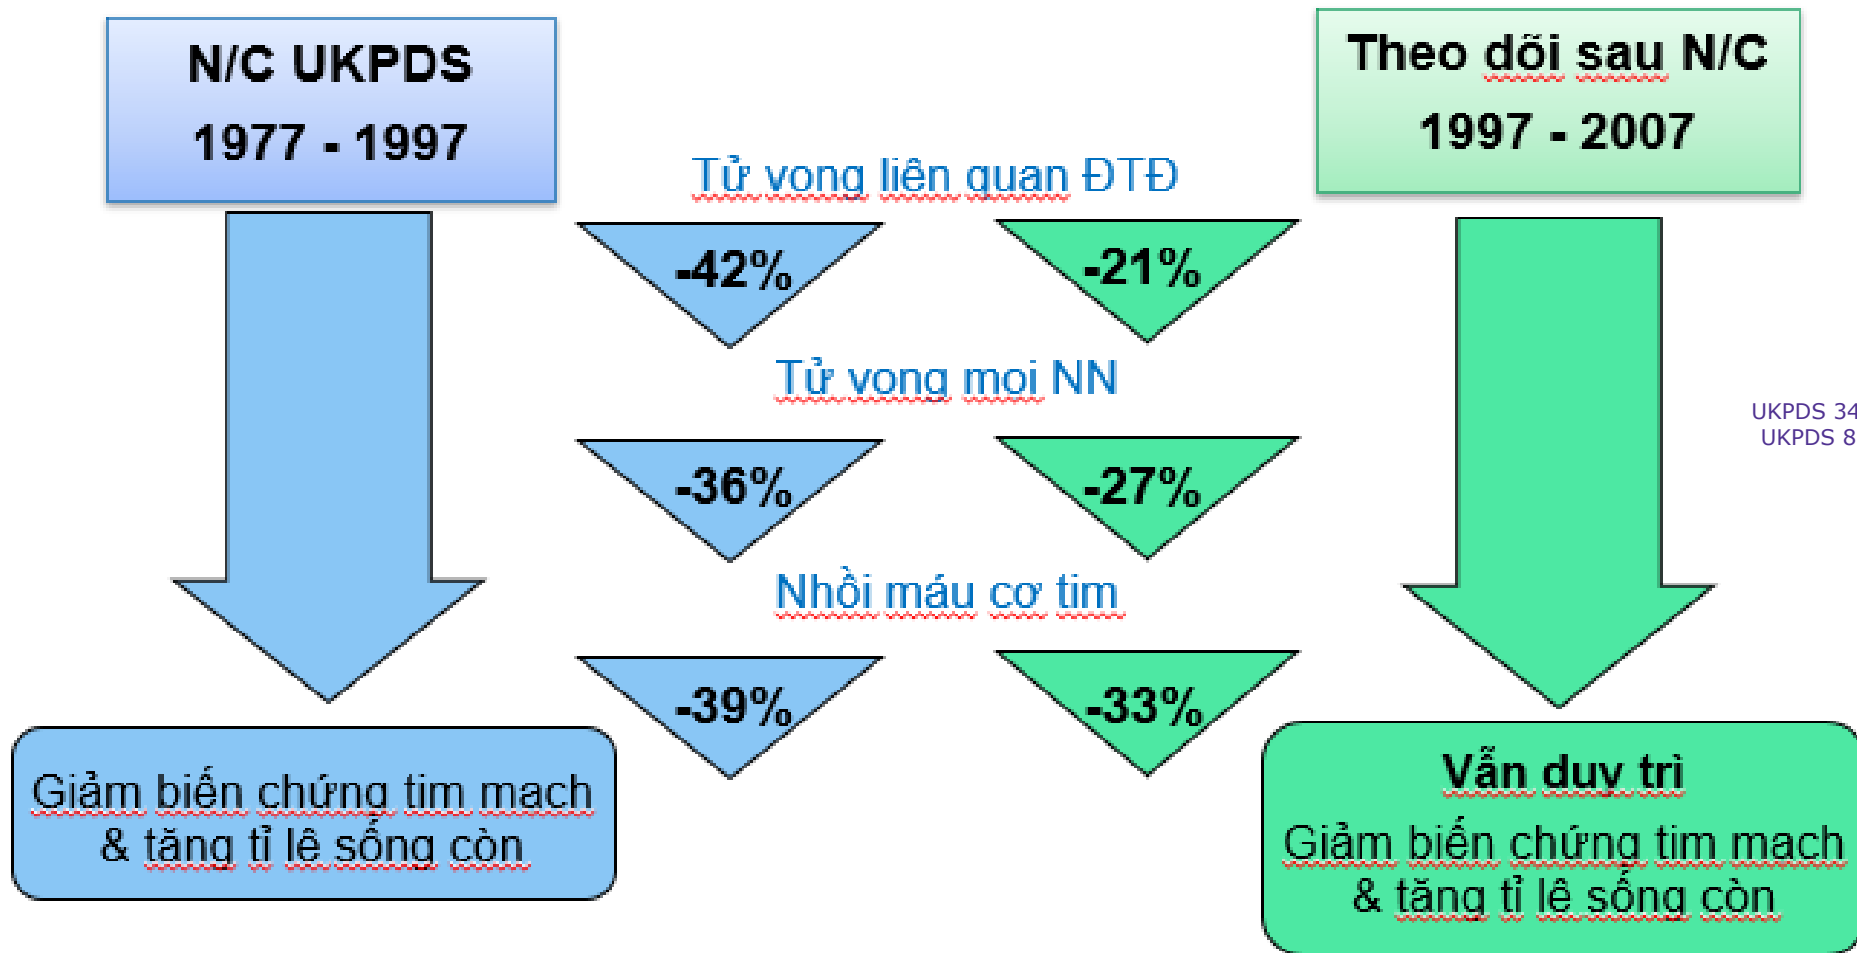 N/C UKPDS
1977 - 1997
Theo dõi sau N/C
1997 - 2007
Tử vong liên quan ĐTĐ
-42%
-21%
Tử vong mọi NN
-36%
-27%
Nhồi máu cơ tim
-39%
-33%
UKPDS 34
UKPDS 8
Giảm biến chứng tim mạch
& tăng tỉ lệ sống còn
Vẫn duy trì
Giảm biến chứng tim mạch
& tăng tỉ lệ sống còn